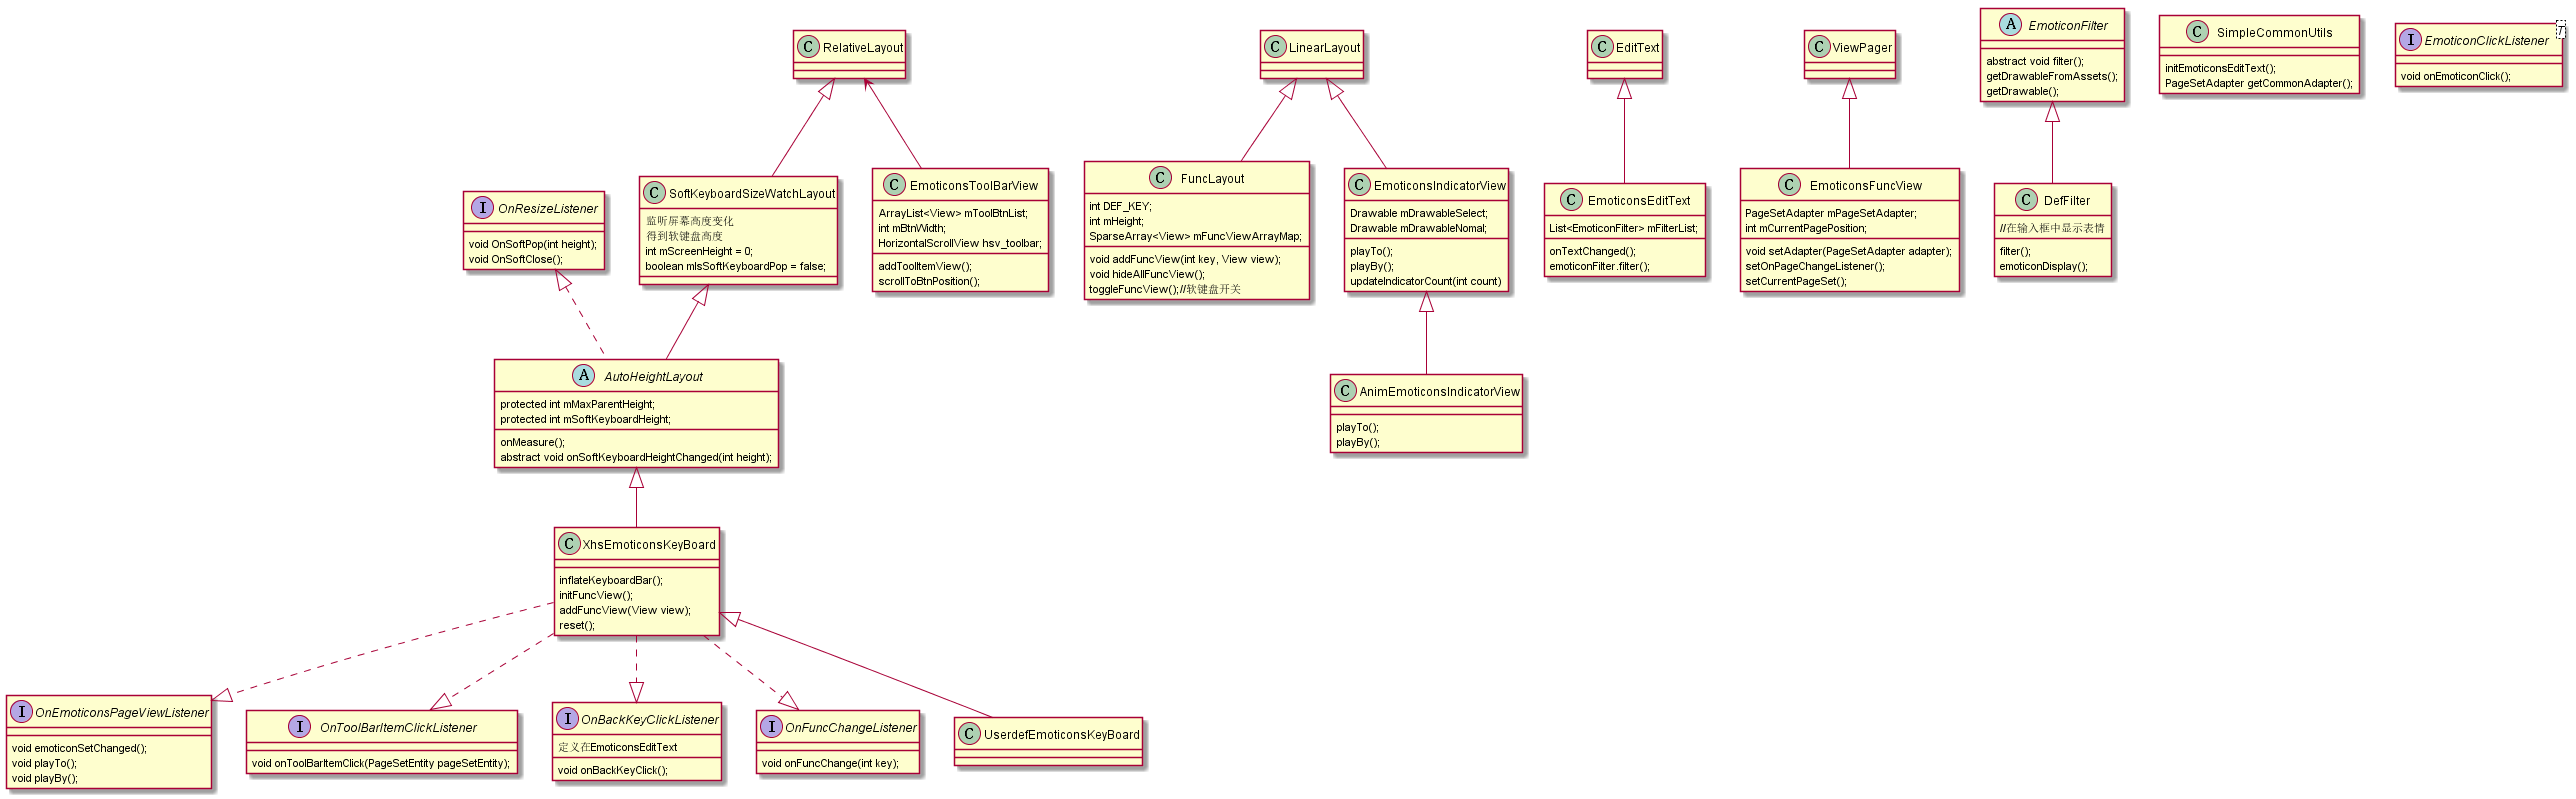 C RelativeLayout
C LinearLayout
C EditText
C ViewPager
A EmoticonFilter
abstract void filter();
getDrawableFromAssets();
getDrawable();
C SimpleCommonUtils
initEmoticonsEditText();
PageSetAdapter getCommonAdapter();
I EmoticonClickListener
T
void onEmoticonClick();
I OnResizeListener
void OnSoftPop(int height);
void OnSoftClose();
C SoftKeyboardSizeWatchLayout
监听屏幕高度变化
得到软键盘高度
int mScreenHeight = 0;
boolean mIsSoftKeyboardPop = false;
C EmoticonsToolBarView
ArrayList<View> mToolBtnList;
int mBtnWidth;
HorizontalScrollView hsv_toolbar;
addToolItemView();
scrollToBtnPosition();
C FuncLayout
int DEF_KEY;
int mHeight;
SparseArray<View> mFuncViewArrayMap;
void addFuncView(int key, View view);
void hideAllFuncView();
toggleFuncView();//软键盘开关
C EmoticonsIndicatorView
Drawable mDrawableSelect;
Drawable mDrawableNomal;
playTo();
playBy();
updateIndicatorCount(int count)
C EmoticonsEditText
List<EmoticonFilter> mFilterList;
onTextChanged();
emoticonFilter.filter();
C EmoticonsFuncView
PageSetAdapter mPageSetAdapter;
int mCurrentPagePosition;
void setAdapter(PageSetAdapter adapter);
setOnPageChangeListener();
setCurrentPageSet();
C DefFilter
//在输入框中显示表情
filter();
emoticonDisplay();
A AutoHeightLayout
protected int mMaxParentHeight;
protected int mSoftKeyboardHeight;
onMeasure();
abstract void onSoftKeyboardHeightChanged(int height);
C AnimEmoticonsIndicatorView
playTo();
playBy();
C XhsEmoticonsKeyBoard
inflateKeyboardBar();
initFuncView();
addFuncView(View view);
reset();
I OnEmoticonsPageViewListener
void emoticonSetChanged();
void playTo();
void playBy();
I OnToolBarItemClickListener
void onToolBarItemClick(PageSetEntity pageSetEntity);
I OnBackKeyClickListener
定义在EmoticonsEditText
void onBackKeyClick();
I OnFuncChangeListener
void onFuncChange(int key);
C UserdefEmoticonsKeyBoard